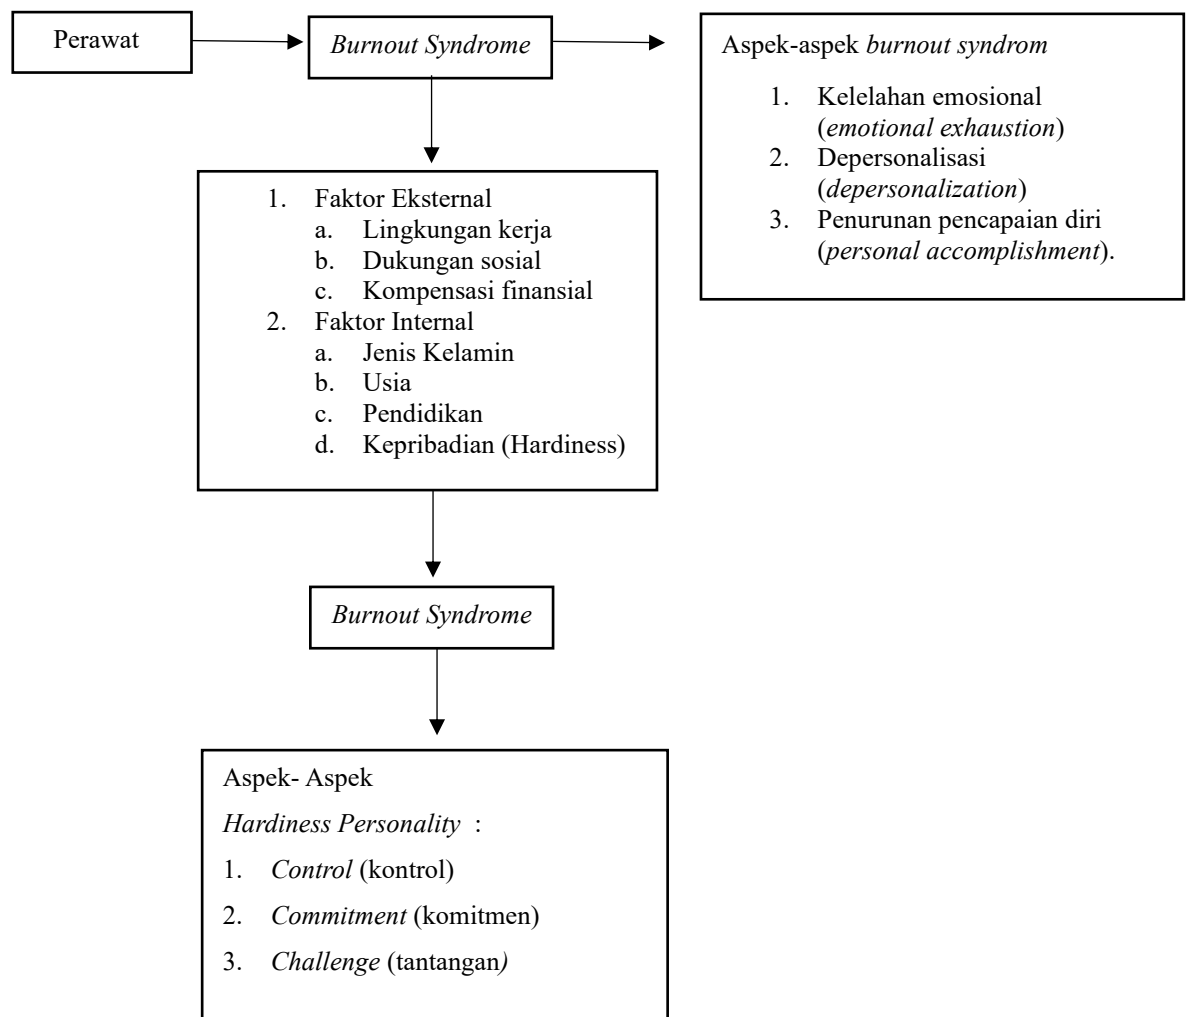 Perawat
Burnout Syndrome
Aspek-aspek burnout syndrom
1. Kelelahan emosional
(emotional exhaustion)
2. Depersonalisasi
(depersonalization)
3. Penurunan pencapaian diri
(personal accomplishment).
1. Faktor Eksternal
a. Lingkungan kerja
b. Dukungan sosial
c. Kompensasi finansial
2. Faktor Internal
a. Jenis Kelamin
b. Usia
c. Pendidikan
d. Kepribadian (Hardiness)
Burnout Syndrome
Aspek- Aspek
Hardiness Personality :
1. Control (kontrol)
2. Commitment (komitmen)
3. Challenge (tantangan)